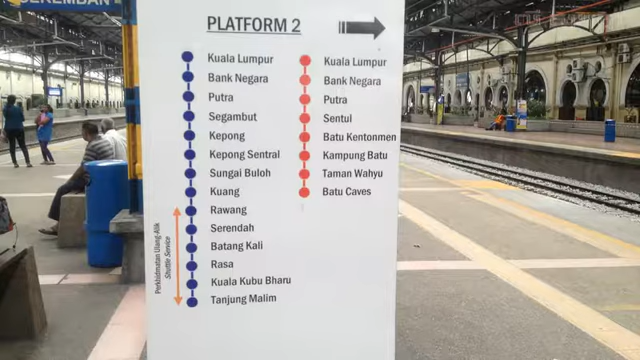 SEREMBAN
PLATFORM 2
Kuala Lumpur
Bank Negara
Putra
Segambut
Kepong
Kepong Sentral
Sungai Buloh
Kuang
Rawang
Serendah
Batang Kali
Rasa
Kuala Kubu Bharu
Tanjung Malim
Perkhidmatan Ulang-Alik
Shuttle Service
Kuala Lumpur
Bank Negara
Putra
Sentul
Batu Kentonmen
Kampung Batu
Taman Wahyu
Batu Caves